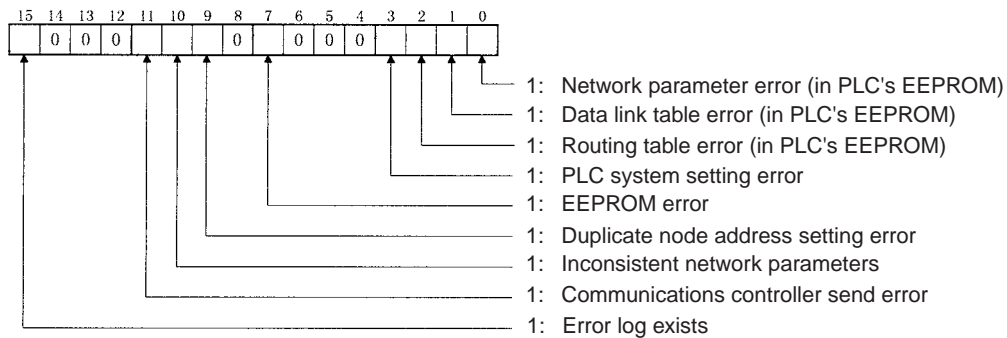 15 14 13 12 11 10 9 8 7 6 5 4 3 2 1 0
0 0 0 0 0 0 0
1: Network parameter error (in PLC's EEPROM)
1: Data link table error (in PLC's EEPROM)
1: Routing table error (in PLC's EEPROM)
1: PLC system setting error
1: EEPROM error
1: Duplicate node address setting error
1: Inconsistent network parameters
1: Communications controller send error
1: Error log exists